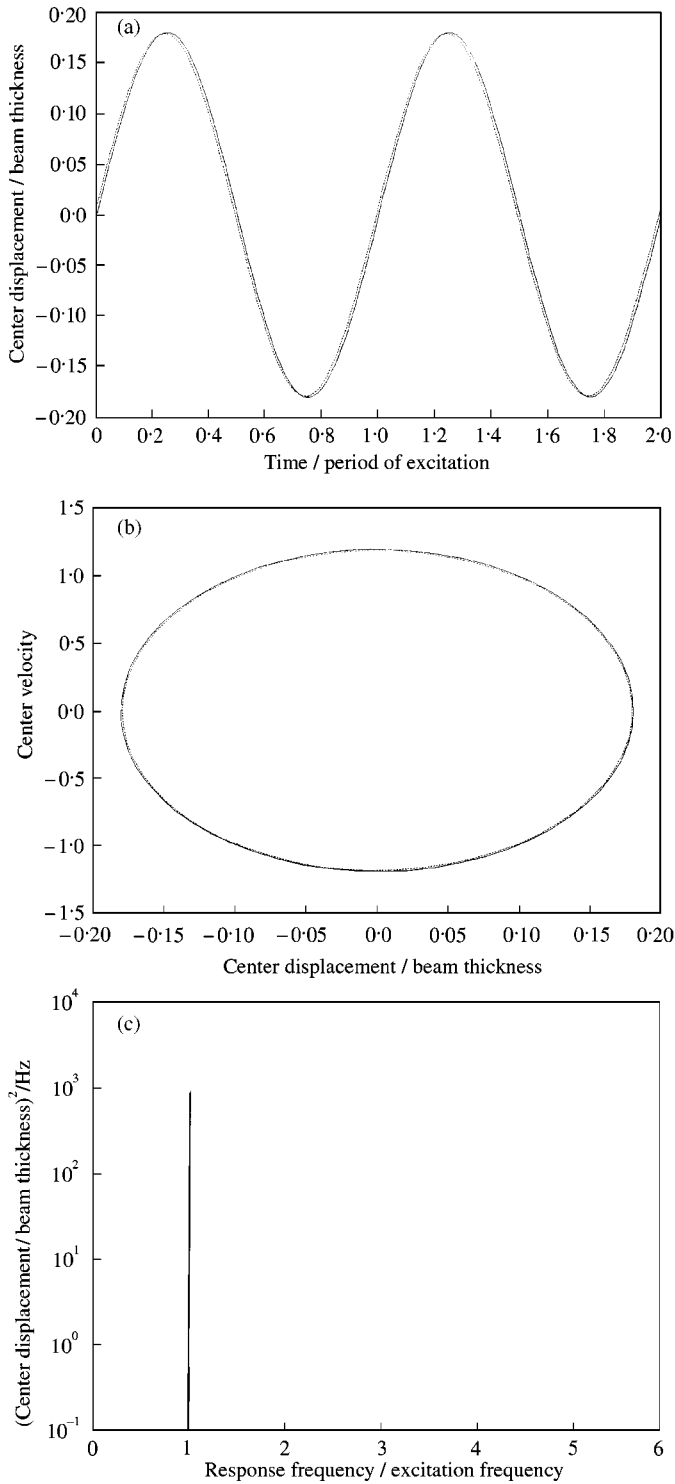 (a)
Center displacement / beam thickness
0·20
0·15
0·10
0·05
0·0
−0·05
−0·10
−0·15
−0·20
0 0·2 0·4 0·6 0·8 1·0 1·2 1·4 1·6 1·8 2·0
Time / period of excitation
(b)
Center velocity
1·5
1·0
0·5
0·0
−0·5
−1·0
−1·5
−0·20 −0·15 −0·10 −0·05 0·0 0·05 0·10 0·15 0·20
Center displacement / beam thickness
(c)
((Center displacement/ beam thickness)²/Hz
10⁴
10³
10²
10¹
10⁰
10⁻¹
0 1 2 3 4 5 6
Response frequency / excitation frequency